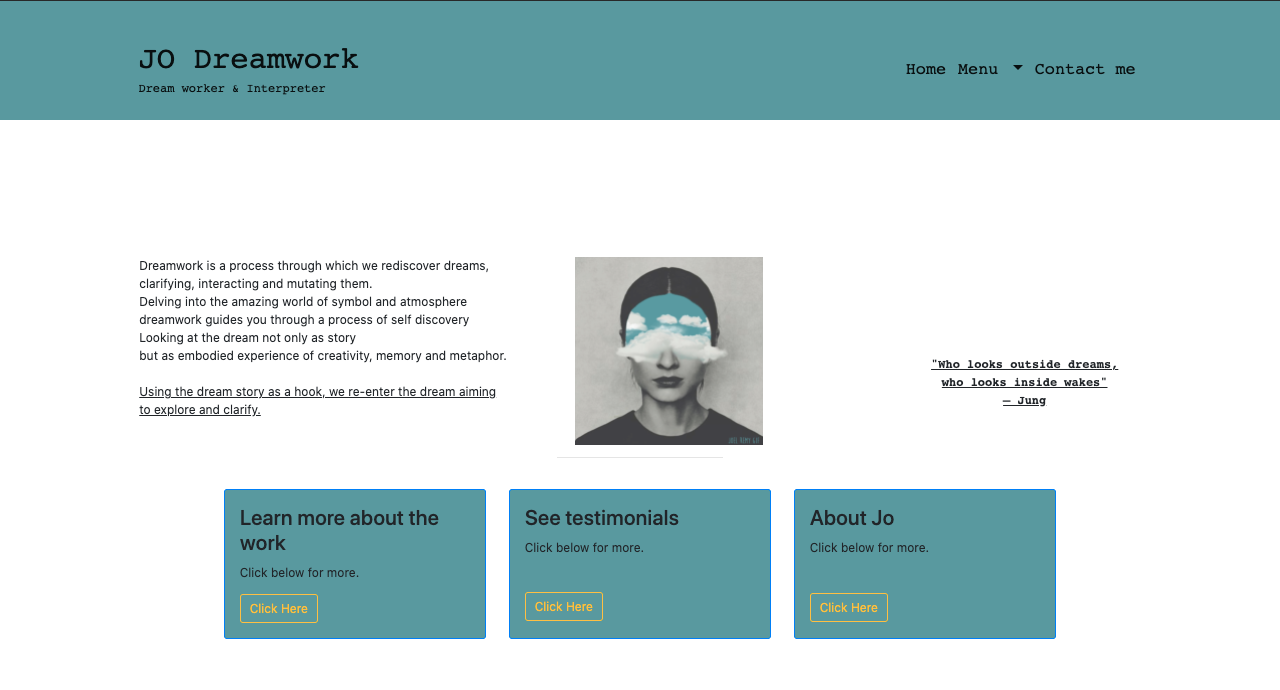 JO Dreamwork
Dream worker & Interpreter
Home Menu Contact me
Dreamwork is a process through which we rediscover dreams,
clarifying, interacting and mutating them.
Delving into the amazing world of symbol and atmosphere
dreamwork guides you through a process of self discovery
Looking at the dream not only as story
but as embodied experience of creativity, memory and metaphor.
Using the dream story as a hook, we re-enter the dream aiming
to explore and clarify.
"Who looks outside dreams,
who looks inside wakes"
— Jung
Learn more about the
work
Click below for more.
Click Here
See testimonials
Click below for more.
Click Here
About Jo
Click below for more.
Click Here